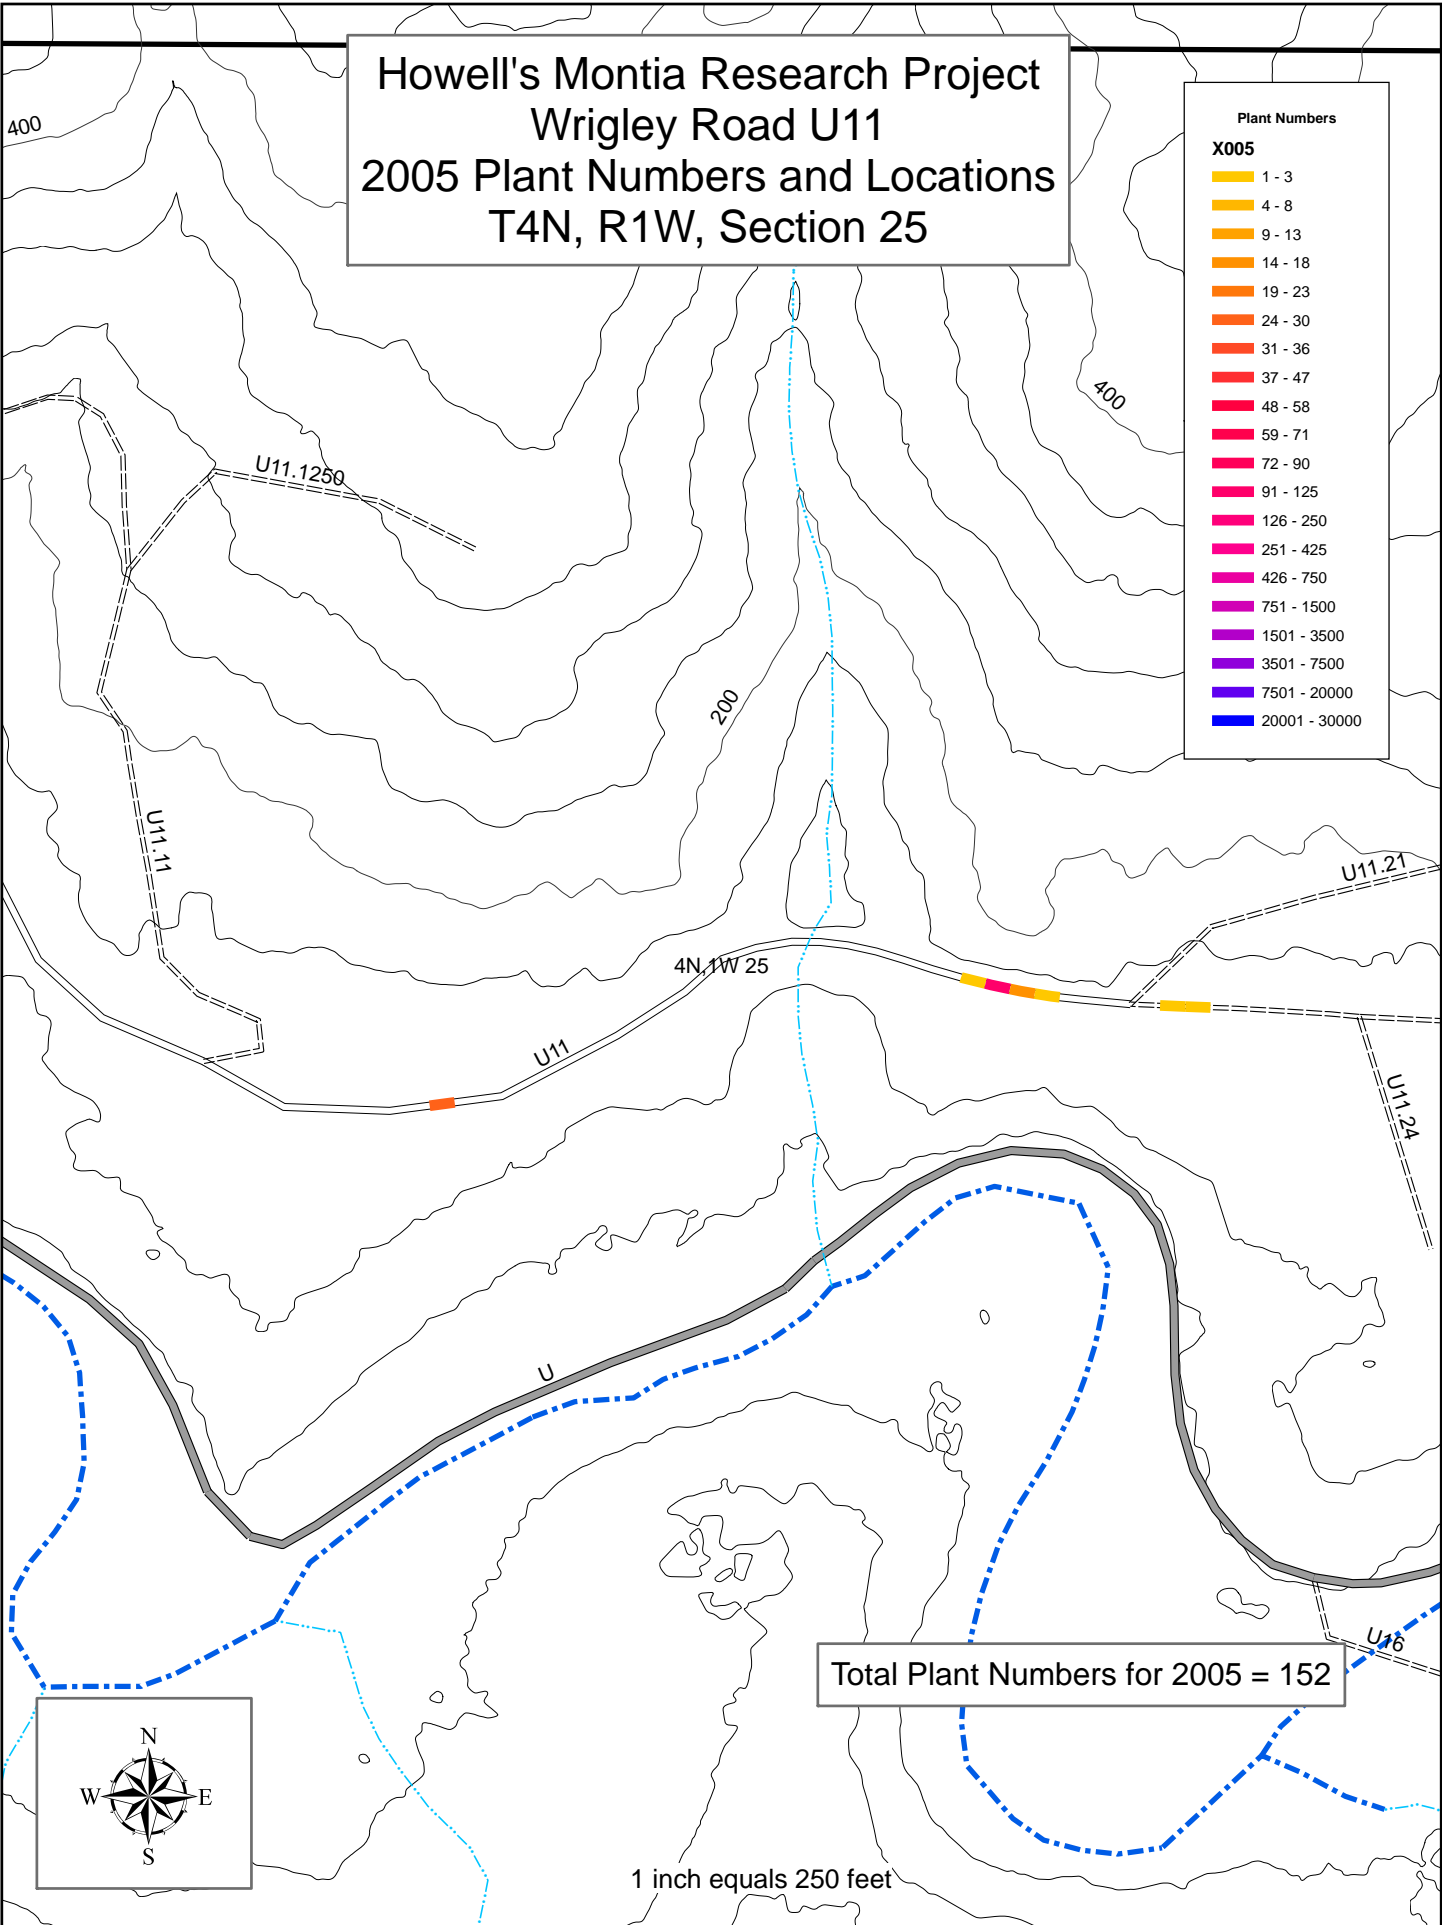 Howell's Montia Research Project
Wrigley Road U11
2005 Plant Numbers and Locations
T4N, R1W, Section 25
Plant Numbers
X005
1 - 3
4 - 8
9 - 13
14 - 18
19 - 23
24 - 30
31 - 36
37 - 47
48 - 58
59 - 71
72 - 90
91 - 125
126 - 250
251 - 425
426 - 750
751 - 1500
1501 - 3500
3501 - 7500
7501 - 20000
20001 - 30000
400
400
U11.1250
200
U11.11
U11.21
4N,1W 25
U11
U11.24
U
U16
Total Plant Numbers for 2005 = 152
N
W E
S
1 inch equals 250 feet